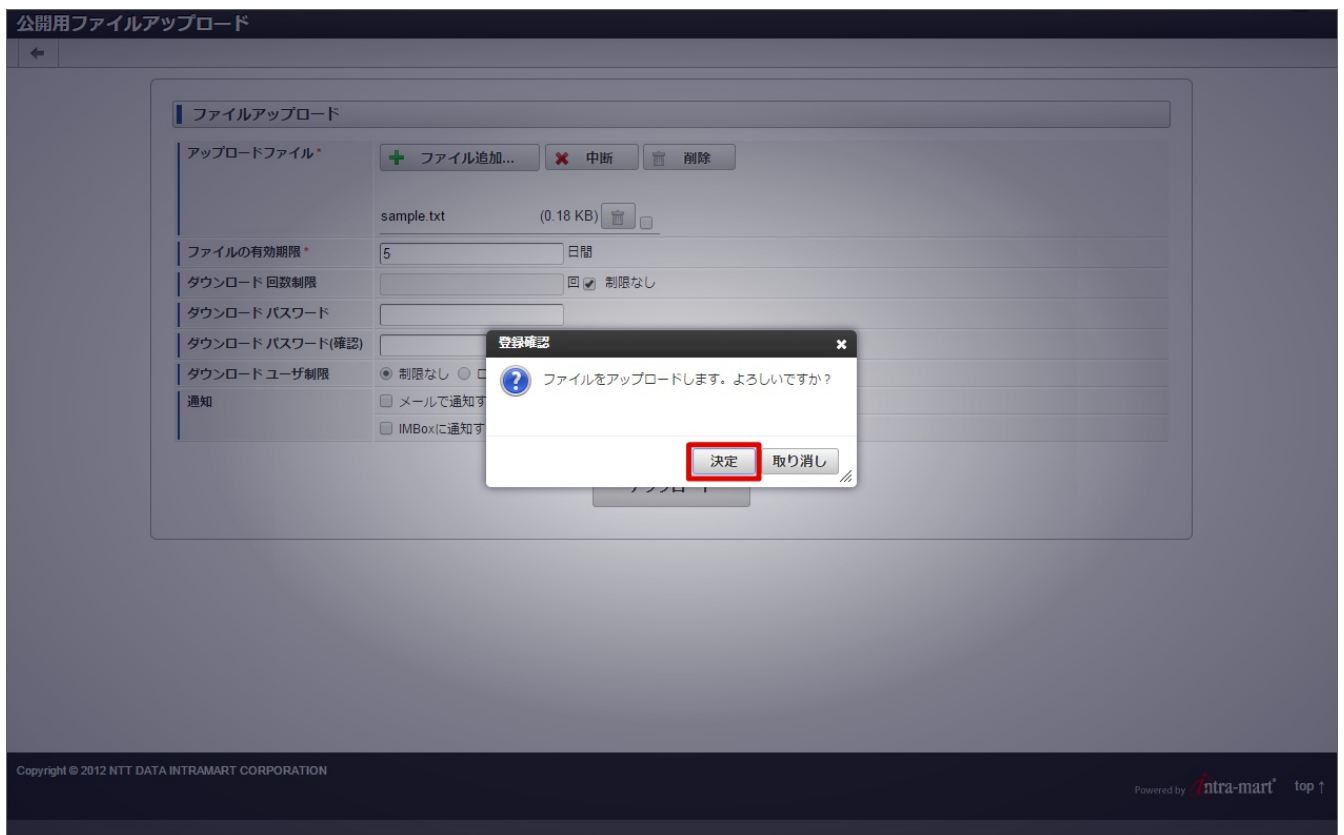 公開用ファイルアップロード
ファイルアップロード
アップロードファイル*
ファイル追加... 中断 削除
sample.txt (0.18 KB)
ファイルの有効期限* 5 日間
ダウンロード 回数制限 回 制限なし
ダウンロード パスワード
ダウンロード パスワード(確認)
ダウンロード ユーザ制限 制限なし
通知 メールで通知す
IMBoxに通知す
登録確認
ファイルをアップロードします。よろしいですか？
決定 取り消し
Copyright © 2012 NTT DATA INTRAMART CORPORATION
Powered by intra-mart top ↑